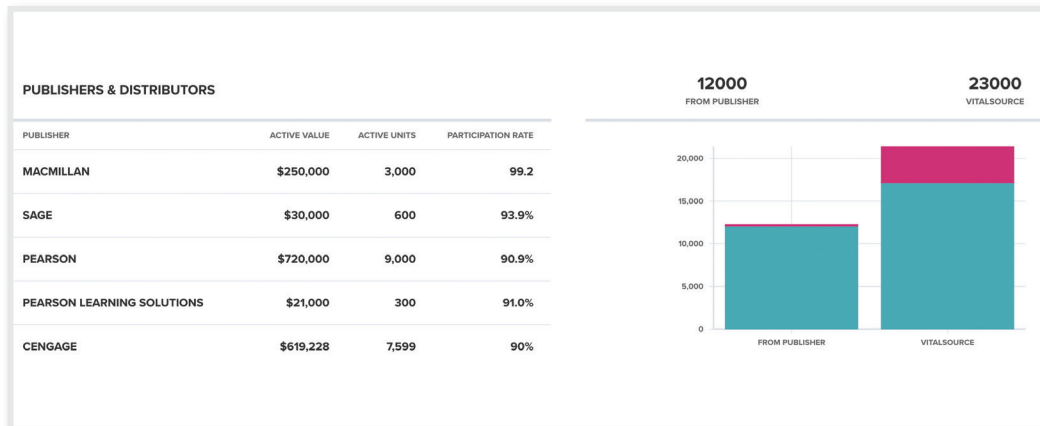 PUBLISHERS & DISTRIBUTORS
PUBLISHER ACTIVE VALUE ACTIVE UNITS PARTICIPATION RATE
MACMILLAN $250,000 3,000 99.2
SAGE $30,000 600 93.9%
PEARSON $720,000 9,000 90.9%
PEARSON LEARNING SOLUTIONS $21,000 300 91.0%
CENGAGE $619,228 7,599 90%
12000 23000
FROM PUBLISHER VITALSOURCE
20,000
15,000
10,000
5,000
0
FROM PUBLISHER VITALSOURCE